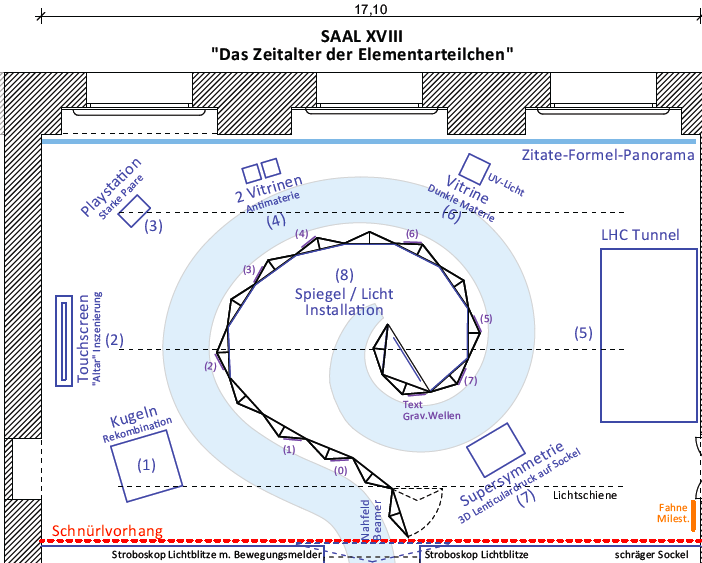 17,10
SAAL XVIII
"Das Zeitalter der Elementarteilchen"
Zitate-Formel-Panorama
Playstation
Starke Paare
(3)
2 Vitrinen
Antimaterie
(4)
Vitrine
Dunkle Materie
(6)
UV-Licht
LHC Tunnel
(5)
(4)
(6)
(3)
(8)
Spiegel / Licht
Installation
(5)
Touchscreen
"Altar" Inszenierung
(2)
(2)
(7)
Text
Grav.Wellen
Kugeln
Rekombination
(1)
(1)
(0)
Supersymmetrie
3D Lenticulardruck auf Sockel
(7)
Lichtschiene
Nahfeld
Beamer
Fahne
Milest.
Schnürlvorhang
Stroboskop Lichtblitze m. Bewegungsmelder
Stroboskop Lichtblitze
schräger Sockel